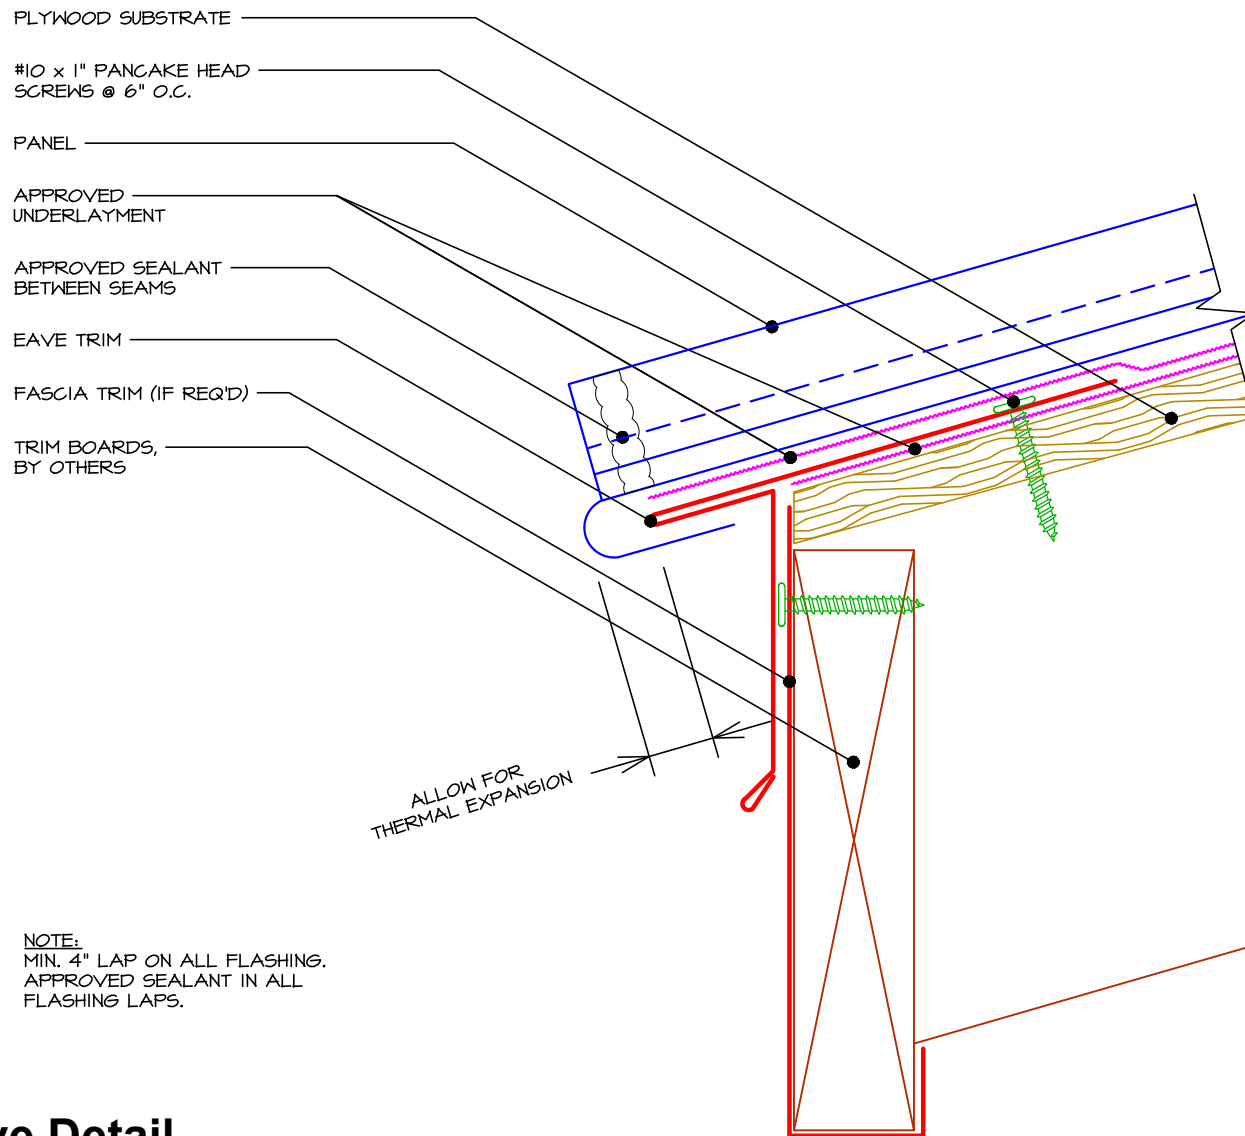 PLYWOOD SUBSTRATE
#10 x 1" PANCAKE HEAD
SCREWS @ 6" O.C.
PANEL
APPROVED
UNDERLAYMENT
APPROVED SEALANT
BETWEEN SEAMS
EAVE TRIM
FASCIA TRIM (IF REQ'D)
TRIM BOARDS,
BY OTHERS
ALLOW FOR
THERMAL EXPANSION
NOTE:
MIN. 4" LAP ON ALL FLASHING.
APPROVED SEALANT IN ALL
FLASHING LAPS.
Detail